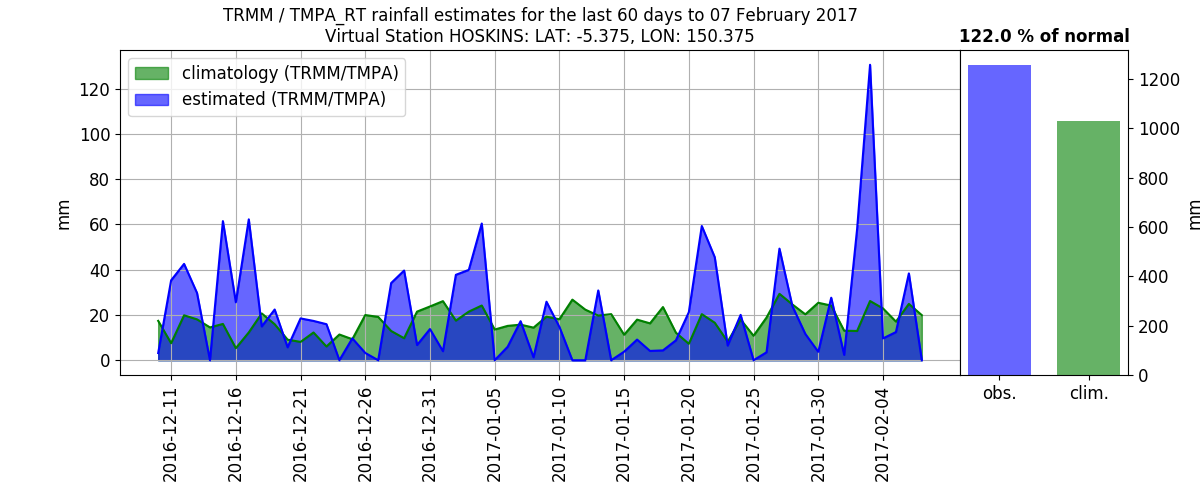 TRMM / TMPA_RT rainfall estimates for the last 60 days to 07 February 2017
Virtual Station HOSKINS: LAT: -5.375, LON: 150.375
122.0 % of normal
climatology (TRMM/TMPA)
estimated (TRMM/TMPA)
mm
120
100
80
60
40
20
0
2016-12-11
2016-12-16
2016-12-21
2016-12-26
2016-12-31
2017-01-05
2017-01-10
2017-01-15
2017-01-20
2017-01-25
2017-01-30
2017-02-04
obs.
clim.
1200
1000
800
600
400
200
0
mm